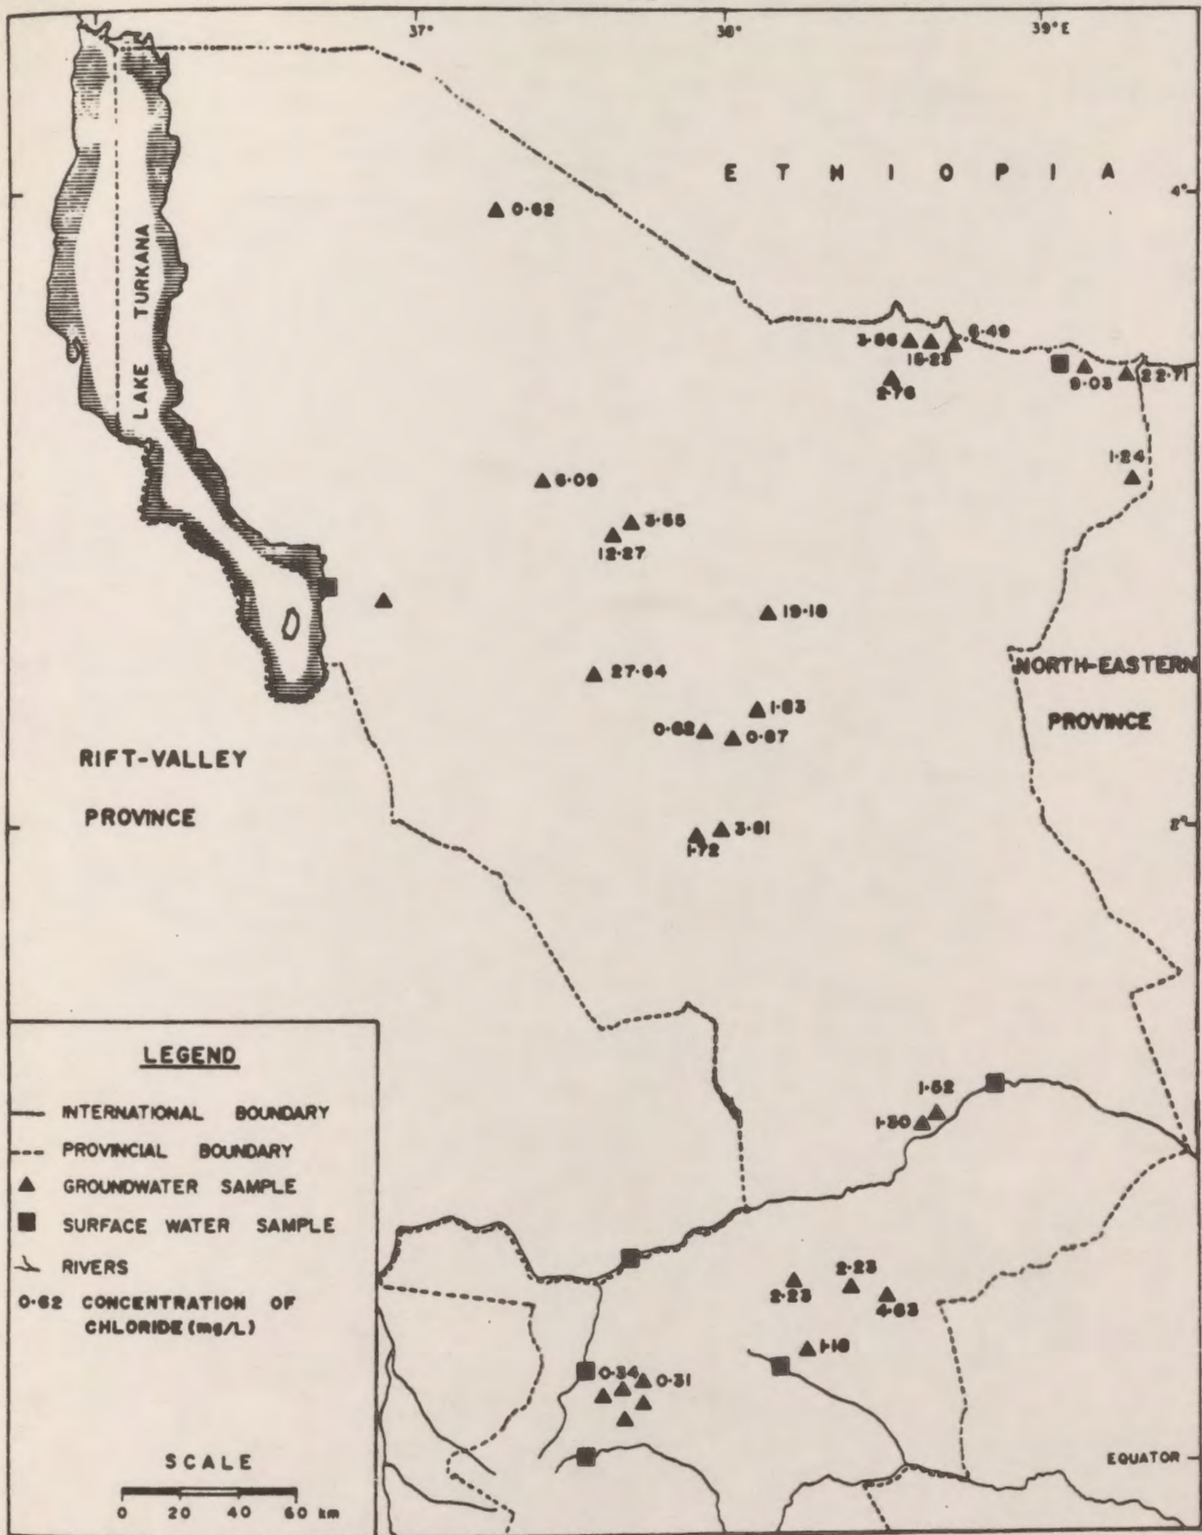 37° 38° 39°E
E T H I O P I A
4°
0·62
LAKE TURKANA
6·49
3·86
15·23
2·76
9·03
22·71
1·24
6·09
3·55
12·27
19·18
NORTH-EASTERN
PROVINCE
27·64
1·83
0·62
0·87
RIFT-VALLEY
PROVINCE
2°
3·81
1·72
1·52
1·30
LEGEND
INTERNATIONAL BOUNDARY
PROVINCIAL BOUNDARY
GROUNDWATER SAMPLE
SURFACE WATER SAMPLE
RIVERS
0·62 CONCENTRATION OF
CHLORIDE (mg/L)
2·23
2·23
4·63
1·18
0·34
0·31
EQUATOR
SCALE
0 20 40 60 km